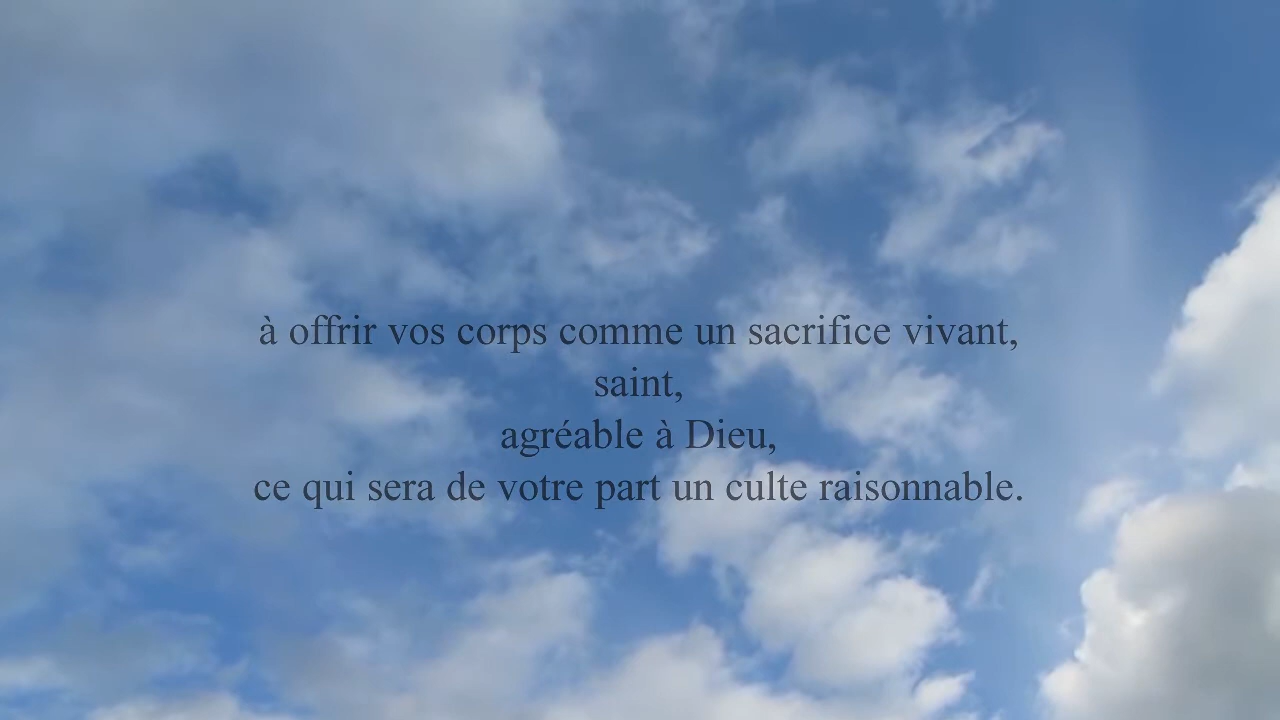 à offrir vos corps comme un sacrifice vivant,
saint,
agréable à Dieu,
ce qui sera de votre part un culte raisonnable.